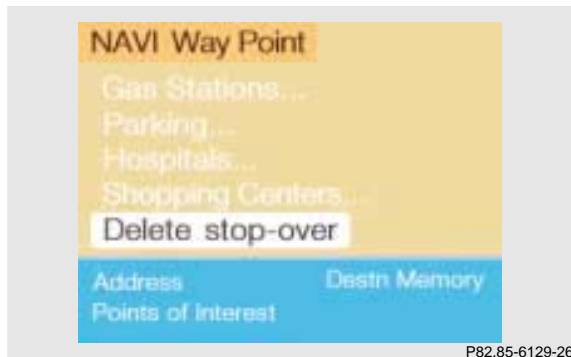 NAVI Way Point
Gas Stations...
Parking...
Hospitals...
Shopping Centers...
Delete stop-over
Address Destn Memory
Points of Interest
P82.85-6129-26